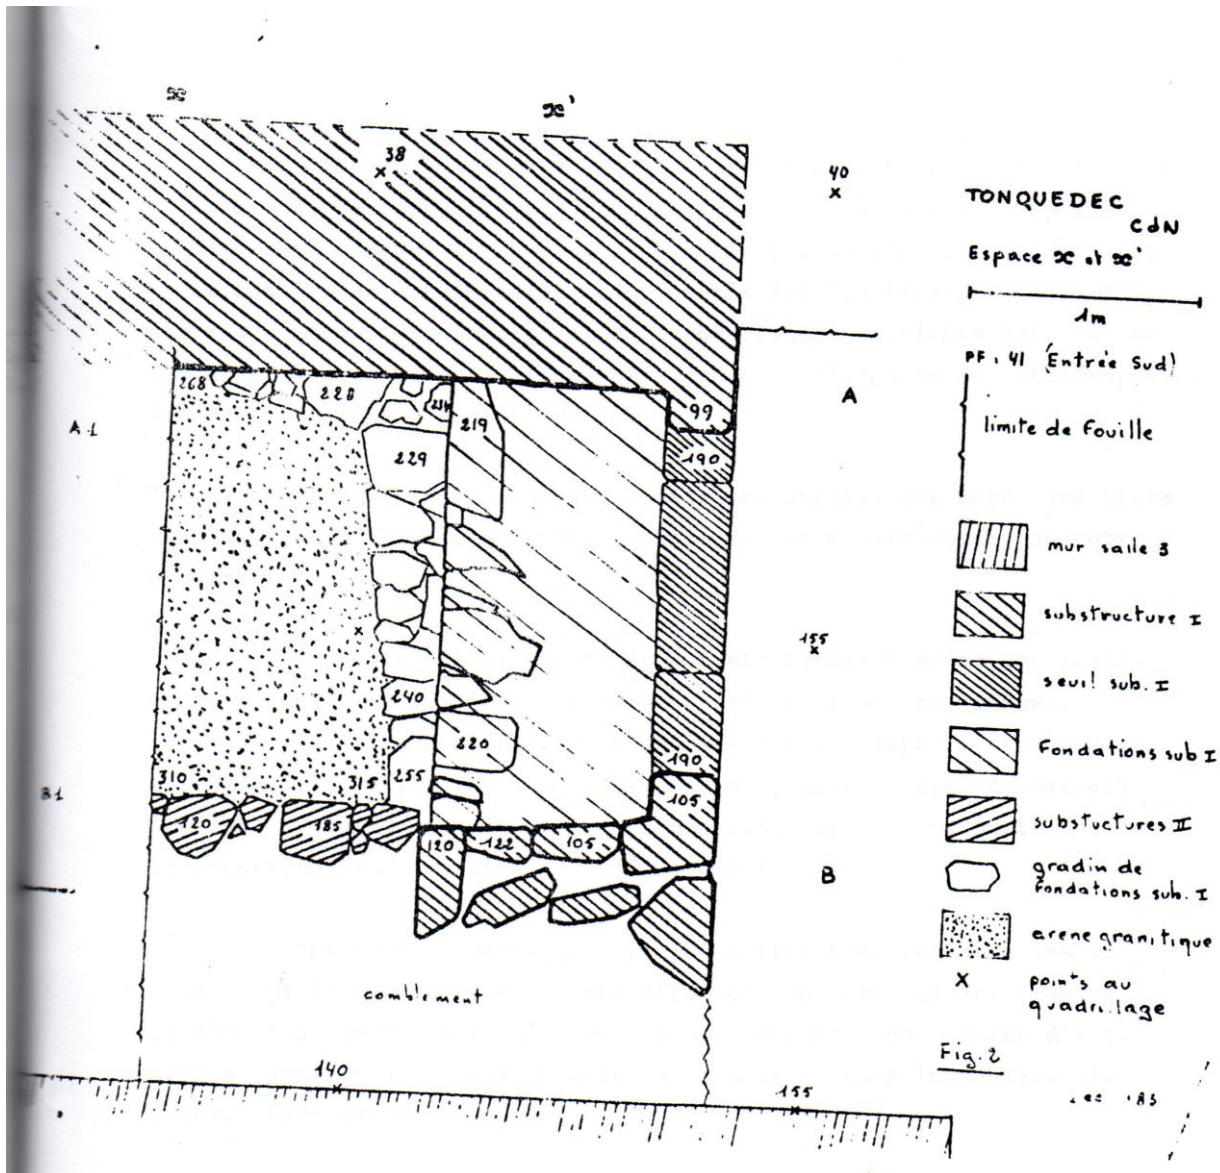 x x'
38
40
TONQUEDEC
CdN
Espace x et x'
1m
PF : 41 (Entrée Sud)
limite de fouille
268 228 234 219 99
A
A 1
229 190
mur salle 3
substructure I
155
seuil sub. I
240
Fondations sub I
220 190
310 315 255 105
B 1
120 185 120 122 105
substuctures II
B
gradin de
fondations sub. I
arene granitique
comblement
x points au
quadrillage
Fig. 2
140
155